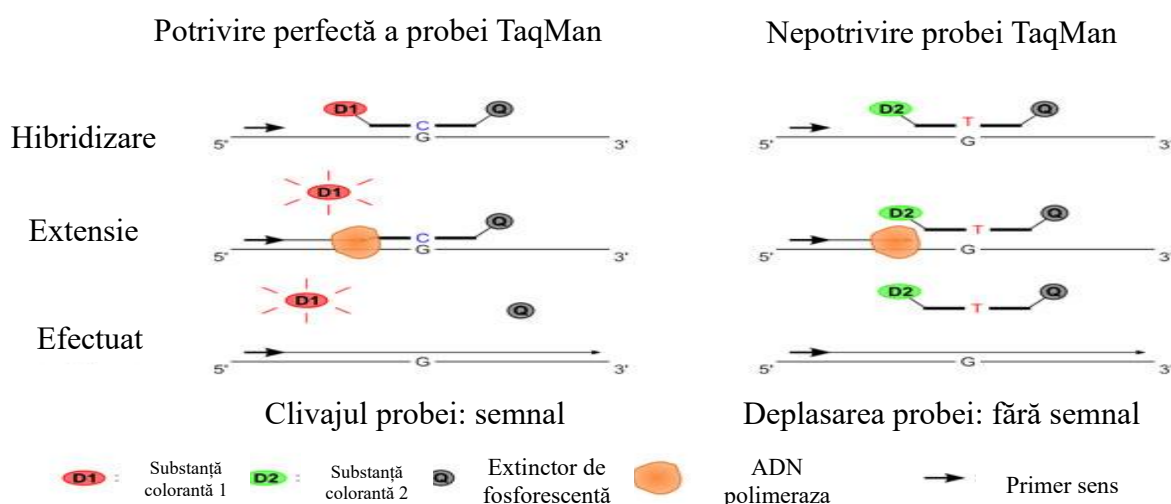 Potrivire perfectă a probei TaqMan
Nepotrivire probei TaqMan
Hibridizare
D1
C
Q
5'
G
3'
D2
T
Q
5'
G
3'
Extensie
D1
C
Q
5'
G
3'
D2
T
Q
5'
G
3'
Efectuat
D1
Q
5'
G
3'
D2
T
Q
5'
G
3'
Clivajul probei: semnal
Deplasarea probei: fără semnal
D1 :
Substanță
colorantă 1
D2 :
Substanță
colorantă 2
Q
Extinctor de
fosforescentă
ADN
polimeraza
Primer sens